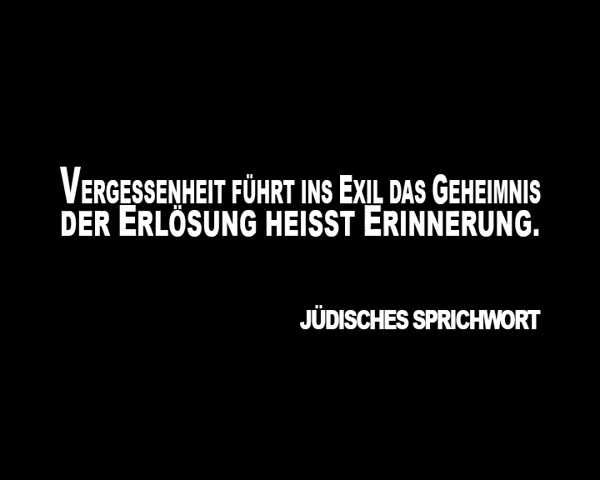 Vergessenheit führt ins Exil das Geheimnis
der Erlösung heisst Erinnerung.
jüdisches Sprichwort